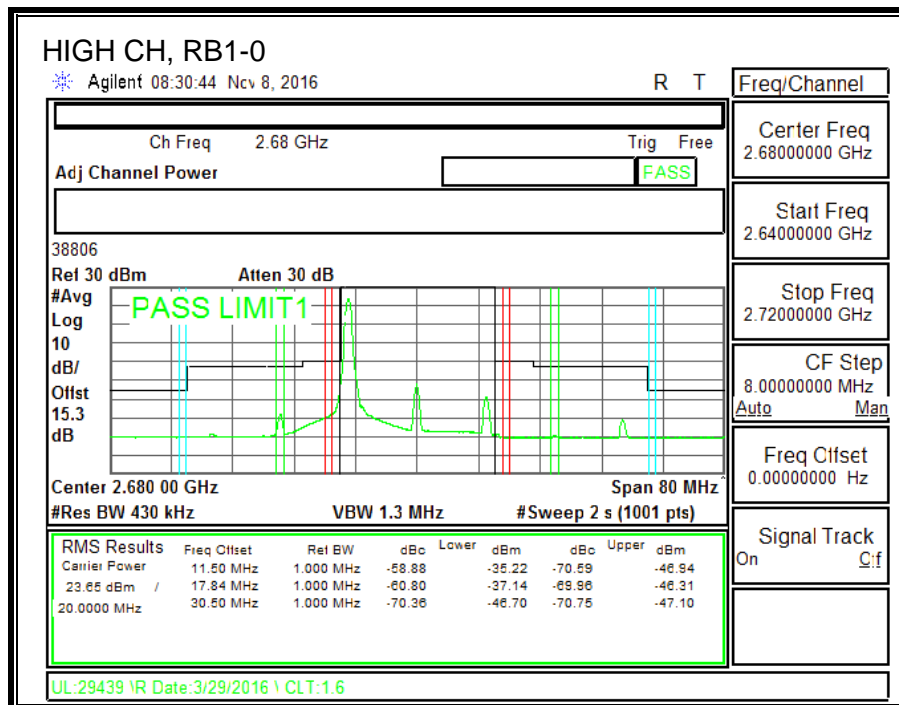 HIGH CH, RB1-0
Agilent 08:30:44 Nov 8, 2016 R T
Freq/Channel
Ch Freq 2.68 GHz Trig Free
Adj Channel Power PASS
Center Freq
2.68000000 GHz
Start Freq
2.64000000 GHz
Stop Freq
2.72000000 GHz
CF Step
8.00000000 MHz
Auto Man
Freq Offset
0.00000000 Hz
Signal Track
On Off
38806
Ref 30 dBm Atten 30 dB
#Avg
Log
10
dB/
Offst
15.3
dB
PASS LIMIT1
Center 2.680 00 GHz Span 80 MHz
#Res BW 430 kHz VBW 1.3 MHz #Sweep 2 s (1001 pts)
RMS Results Freq Offset Ref BW dBc Lower dBm dBc Upper dBm
Carrier Power 11.50 MHz 1.000 MHz -58.88 -35.22 -70.59 -46.94
23.65 dBm / 17.84 MHz 1.000 MHz -60.80 -37.14 -69.96 -46.31
20.0000 MHz 30.50 MHz 1.000 MHz -70.36 -46.70 -70.75 -47.10
UL:29439 \R Date:3/29/2016 \ CLT:1.6